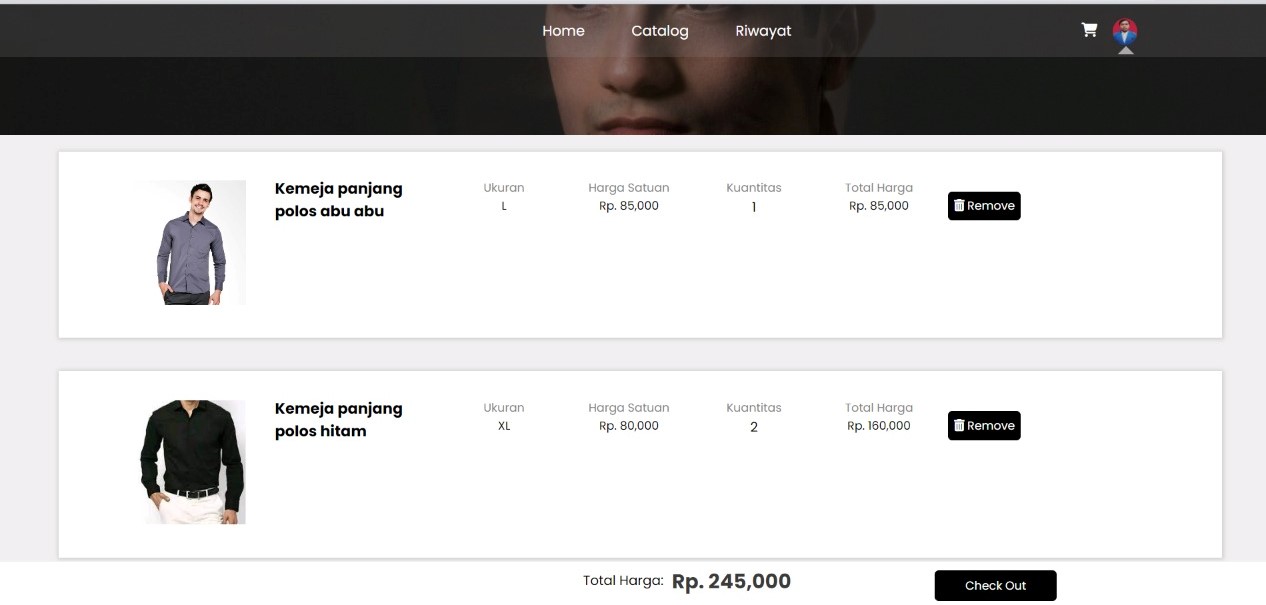 Home Catalog Riwayat
Kemeja panjang
polos abu abu
Ukuran Harga Satuan Kuantitas Total Harga
L Rp. 85,000 1 Rp. 85,000
Remove
Kemeja panjang
polos hitam
Ukuran Harga Satuan Kuantitas Total Harga
XL Rp. 80,000 2 Rp. 160,000
Remove
Total Harga: Rp. 245,000 Check Out